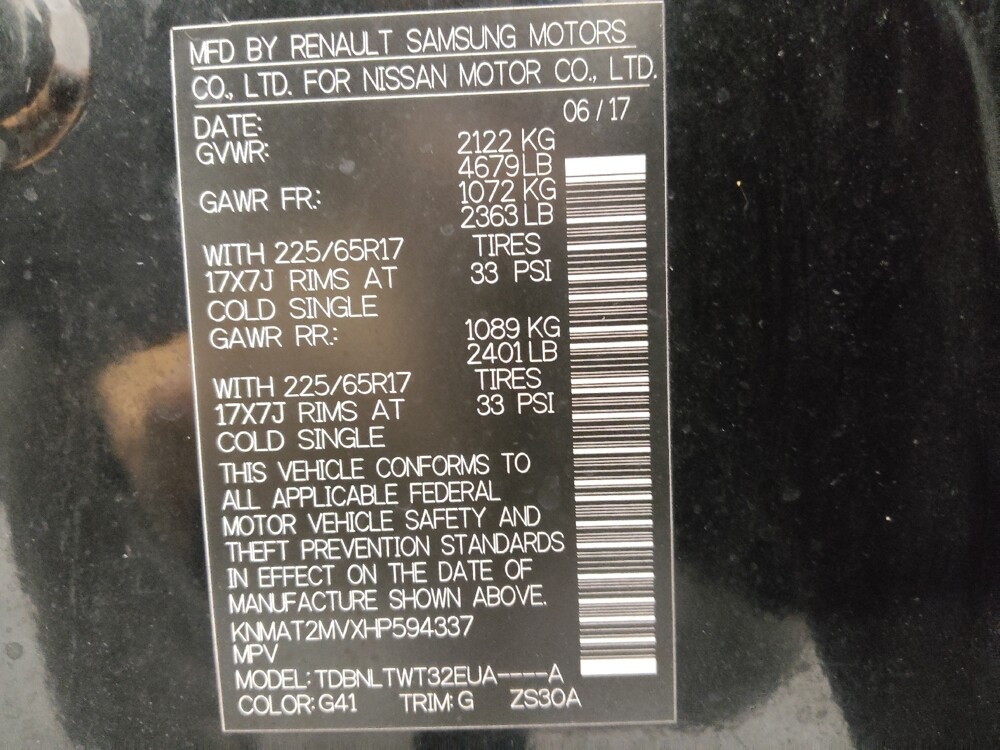 MFD BY RENAULT SAMSUNG MOTORS
CO., LTD. FOR NISSAN MOTOR CO., LTD.
DATE: 06/17
GVWR: 2122 KG
4679 LB
GAWR FR.: 1072 KG
2363 LB
WITH 225/65R17 TIRES
17X7J RIMS AT 33 PSI
COLD SINGLE
GAWR RR.: 1089 KG
2401 LB
WITH 225/65R17 TIRES
17X7J RIMS AT 33 PSI
COLD SINGLE
THIS VEHICLE CONFORMS TO
ALL APPLICABLE FEDERAL
MOTOR VEHICLE SAFETY AND
THEFT PREVENTION STANDARDS
IN EFFECT ON THE DATE OF
MANUFACTURE SHOWN ABOVE.
KNMAT2MVXHP594337
MPV
MODEL: TDBNLTWT32EUA----A
COLOR: G41 TRIM: G ZS30A